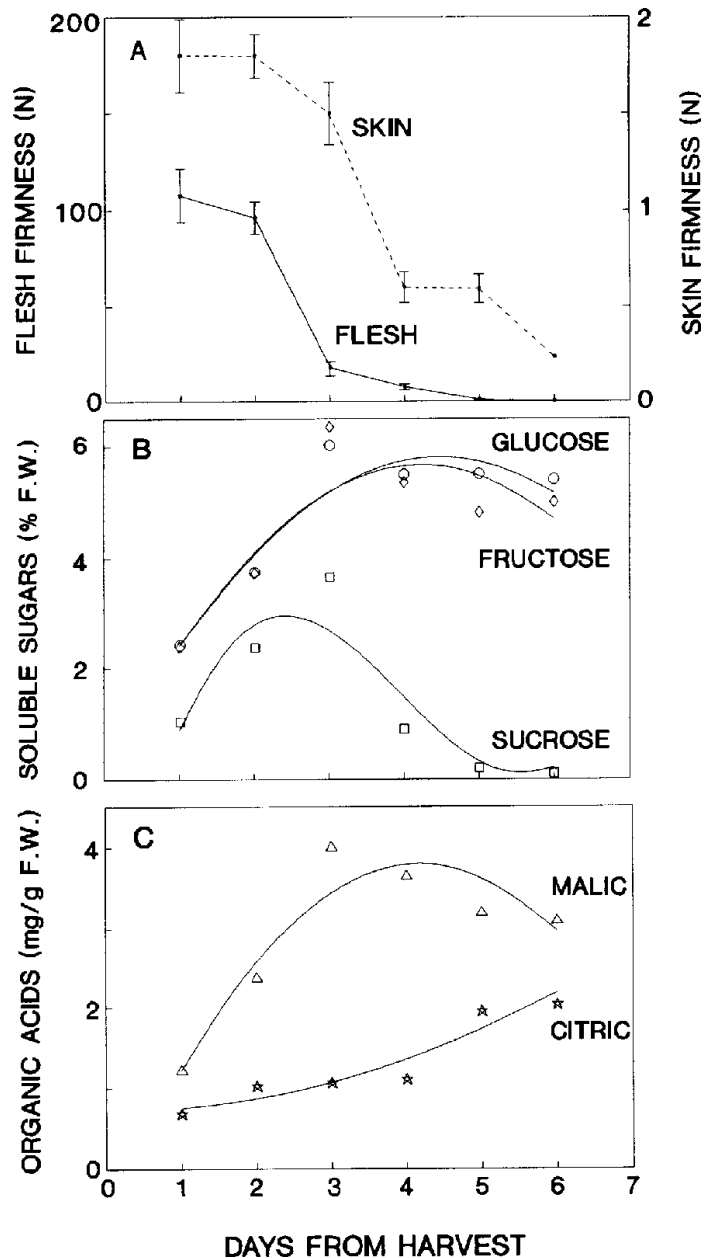 200
A
2
FLESH FIRMNESS (N)
SKIN
SKIN FIRMNESS (N)
100
1
FLESH
0
0
6
B
GLUCOSE
SOLUBLE SUGARS (% F.W.)
4
FRUCTOSE
2
SUCROSE
0
C
4
MALIC
ORGANIC ACIDS (mg/g F.W.)
2
CITRIC
0
0 1 2 3 4 5 6 7
DAYS FROM HARVEST